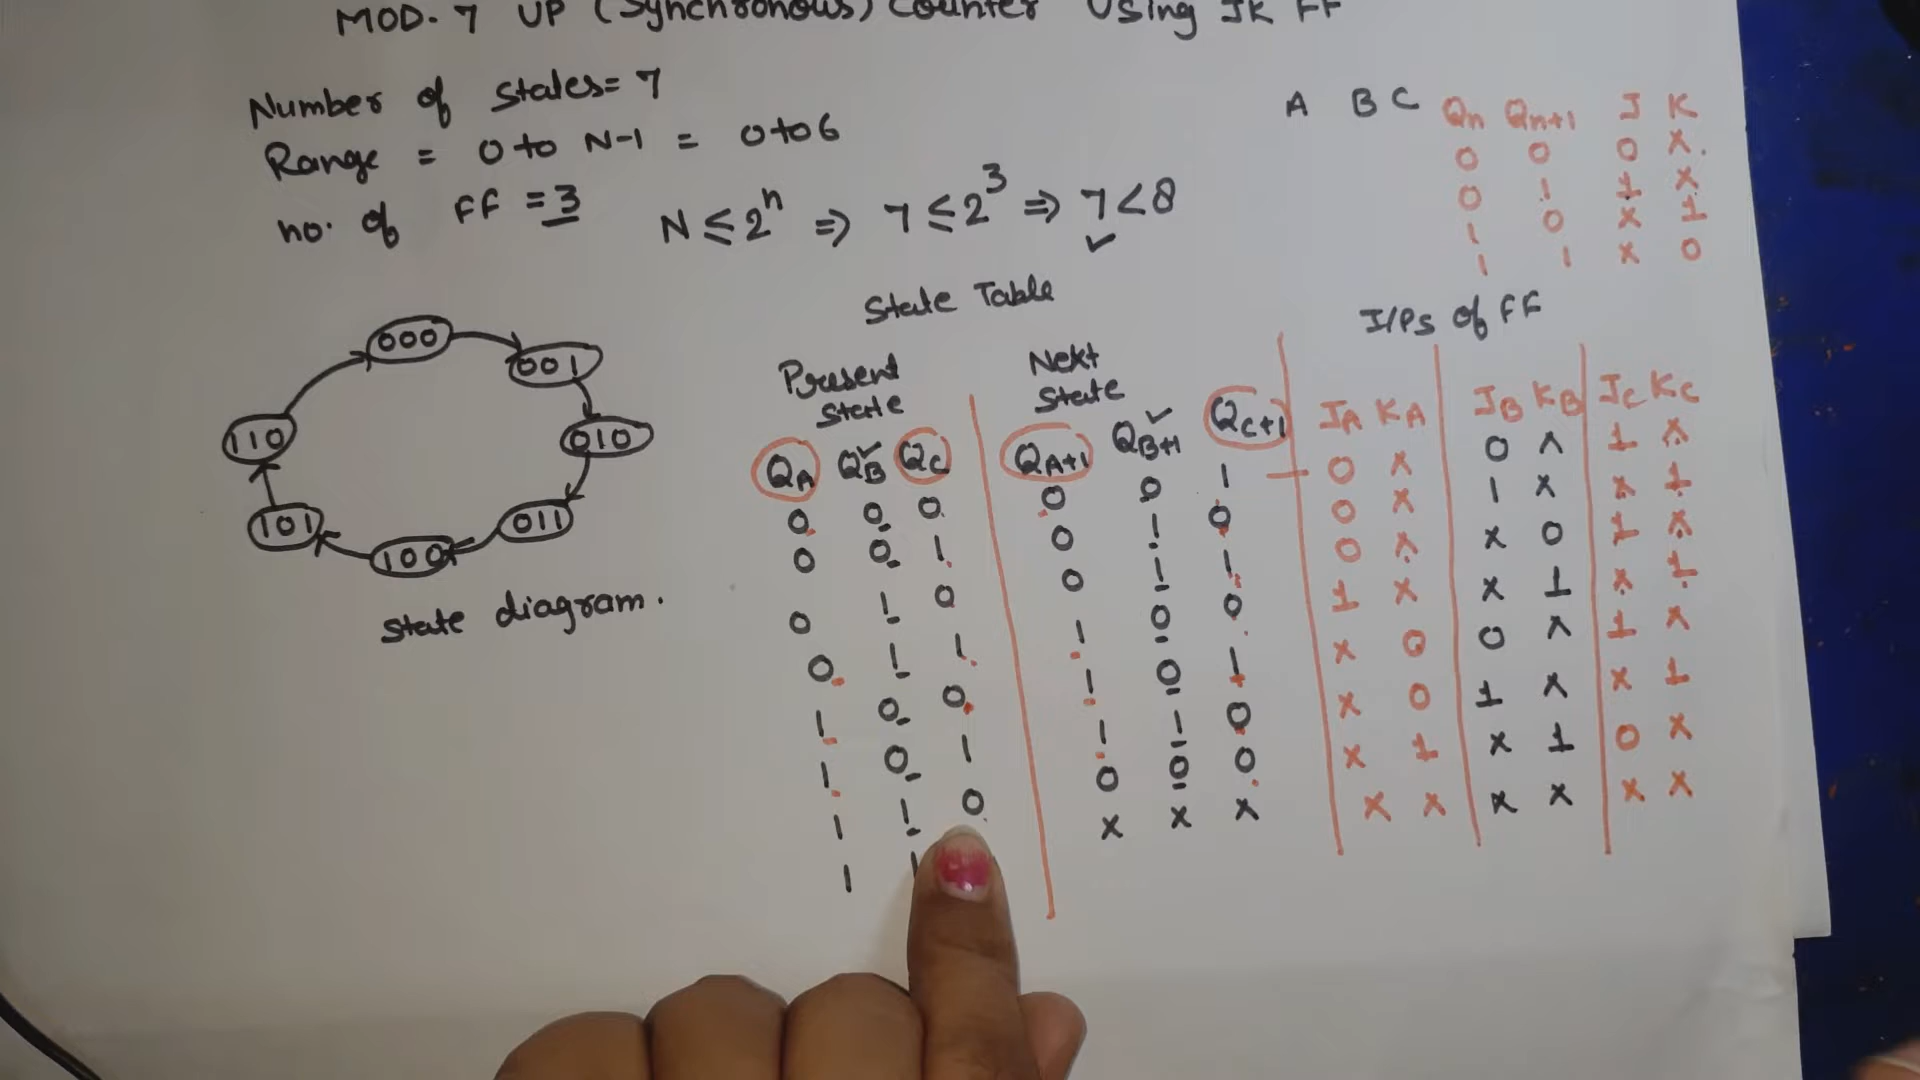 MOD-7 UP (Synchronous) Counter Using JK FF
Number of States = 7
Range = 0 to N-1 = 0 to 6
no. of FF = 3 N ≤ 2^n ⇒ 7 ≤ 2^3 ⇒ 7 < 8 ✓
A B C
Qn Qn+1 J K
0 0 0 X
0 1 1 X
1 0 X 1
1 1 X 0
000
001
010
011
100
101
110
State diagram.
State Table
I/Ps of FF
Present State
Next State
QA QB QC QA+1 QB+1 QC+1 JA KA JB KB JC KC
0 0 0 0 0 1 0 X 0 X 1 X
0 0 1 0 1 0 0 X 1 X X 1
0 1 0 0 1 1 0 X X 0 1 X
0 1 1 1 0 0 1 X X 1 X 1
1 0 0 1 0 1 X 0 0 X 1 X
1 0 1 1 1 0 X 0 1 X X 1
1 1 0 0 0 0 X 1 X 1 0 X
1 1 X X X X X X X X X